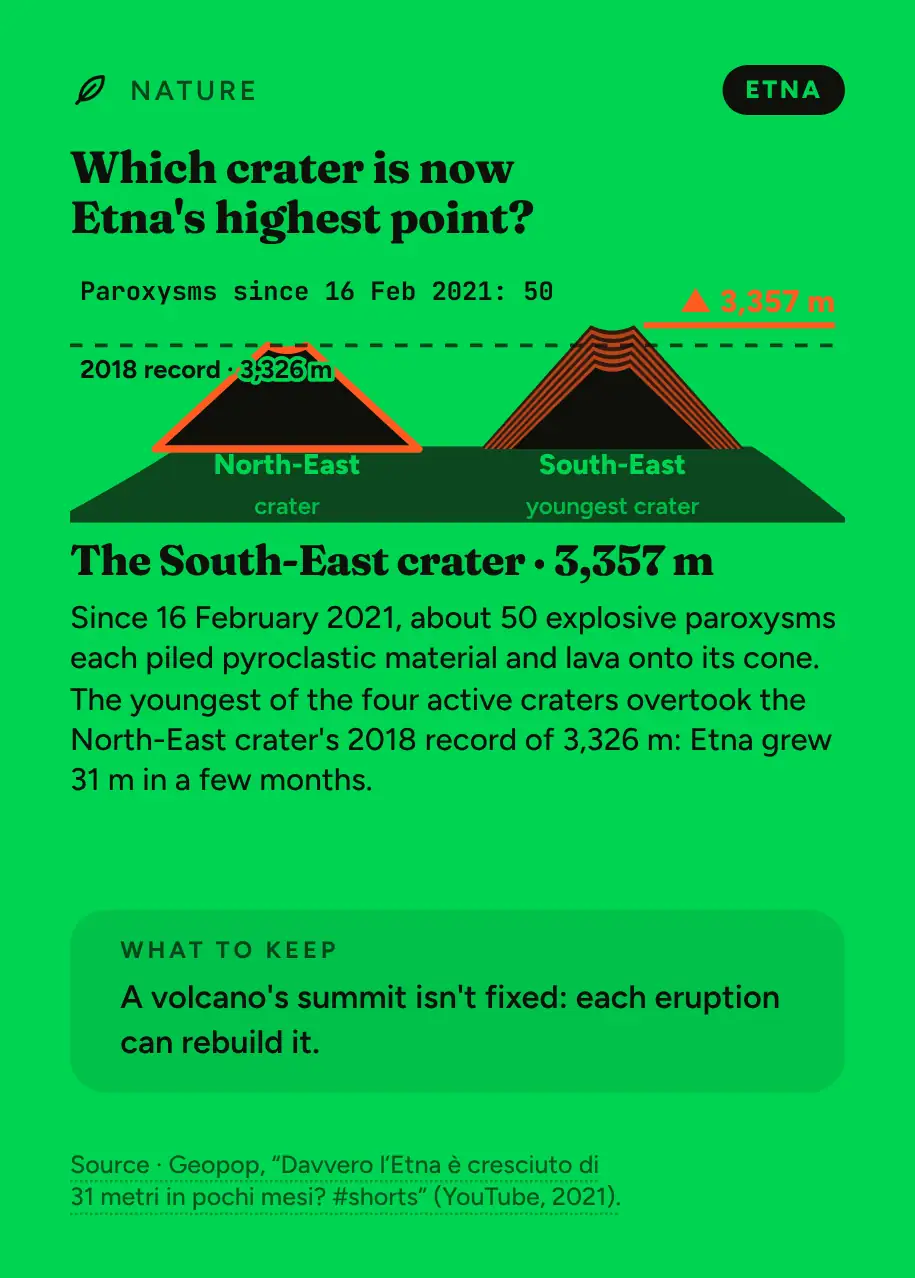 NATURE
ETNA
Which crater is now
Etna's highest point?
Paroxysms since 16 Feb 2021: 50
▲ 3,357 m
2018 record · 3,326 m
North-East
crater
South-East
youngest crater
The South-East crater · 3,357 m
Since 16 February 2021, about 50 explosive paroxysms
each piled pyroclastic material and lava onto its cone.
The youngest of the four active craters overtook the
North-East crater's 2018 record of 3,326 m: Etna grew
31 m in a few months.
WHAT TO KEEP
A volcano's summit isn't fixed: each eruption
can rebuild it.
Source · Geopop, “Davvero l’Etna è cresciuto di
31 metri in pochi mesi? #shorts” (YouTube, 2021).